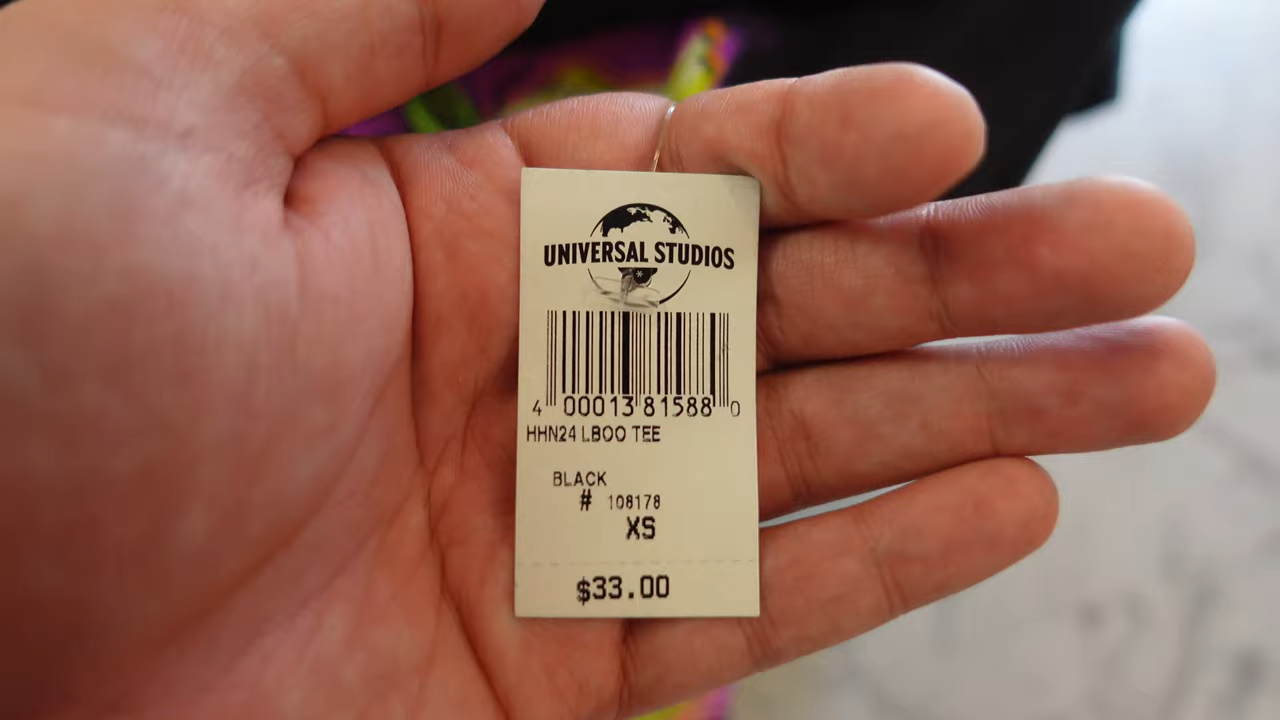 UNIVERSAL STUDIOS
4 00013 81588 0
HHN24 LBOO TEE
BLACK
# 108178
XS
$33.00